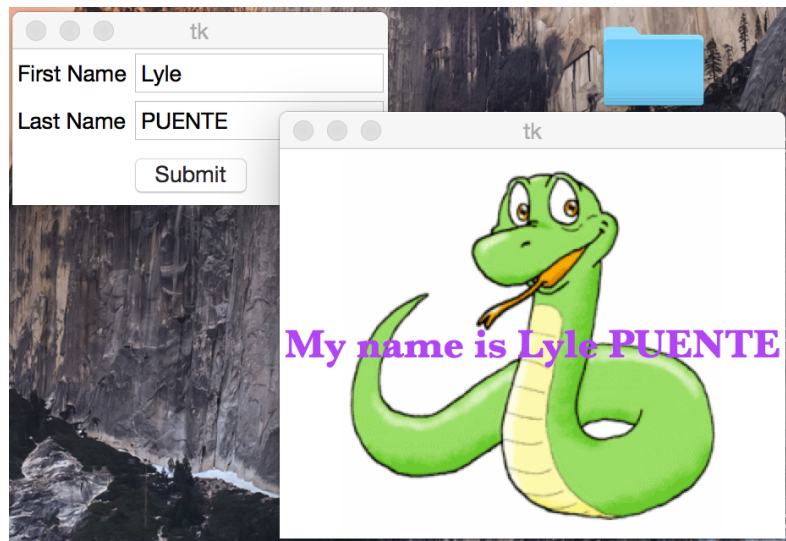 tk
First Name Lyle
Last Name PUENTE
Submit
tk
My name is Lyle PUENTE